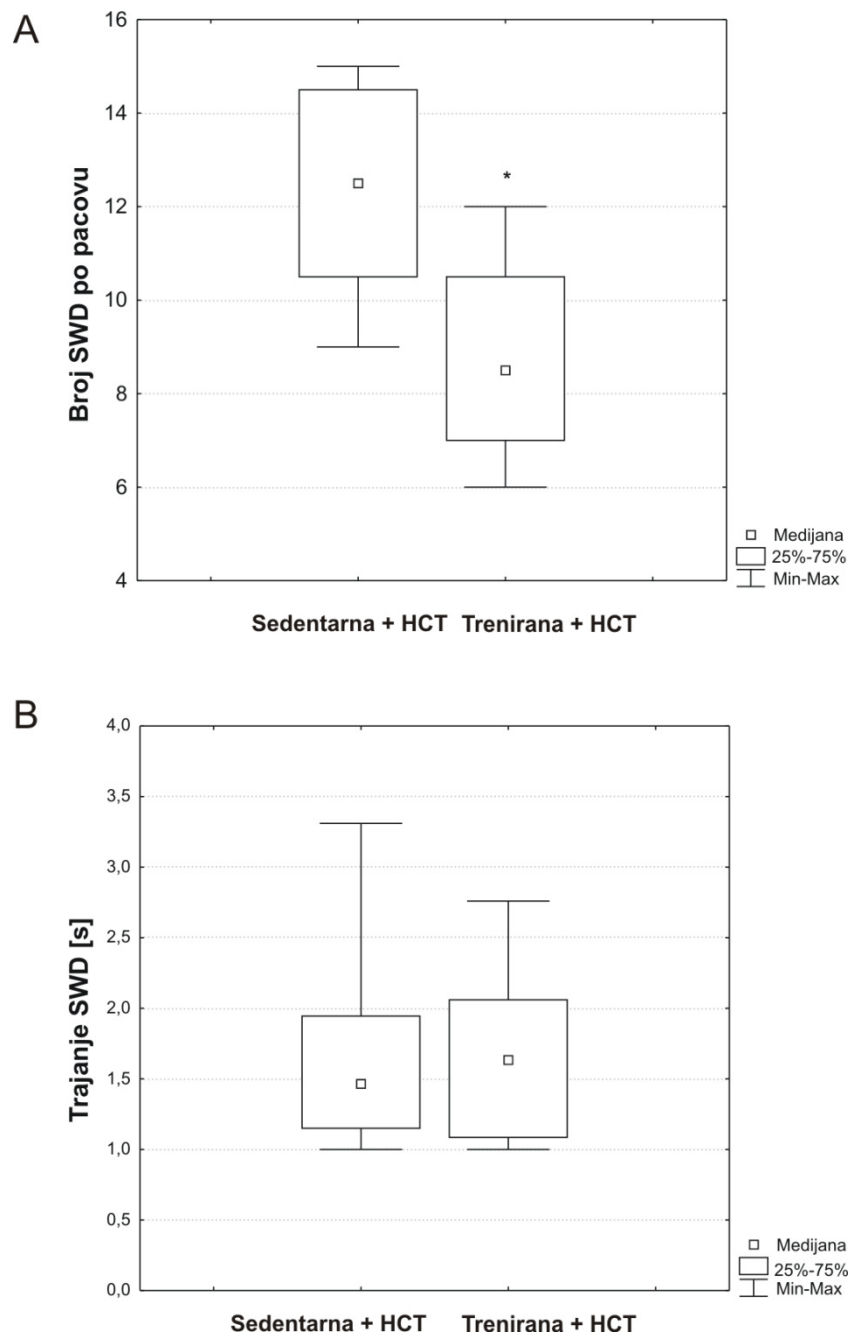 A
Broj SWD po pacovu
16
14
12
10
8
6
4
*
Sedentarna + HCT Trenirana + HCT
Medijana
25%-75%
Min-Max
B
Trajanje SWD [s]
4,0
3,5
3,0
2,5
2,0
1,5
1,0
0,5
0,0
Sedentarna + HCT Trenirana + HCT
Medijana
25%-75%
Min-Max